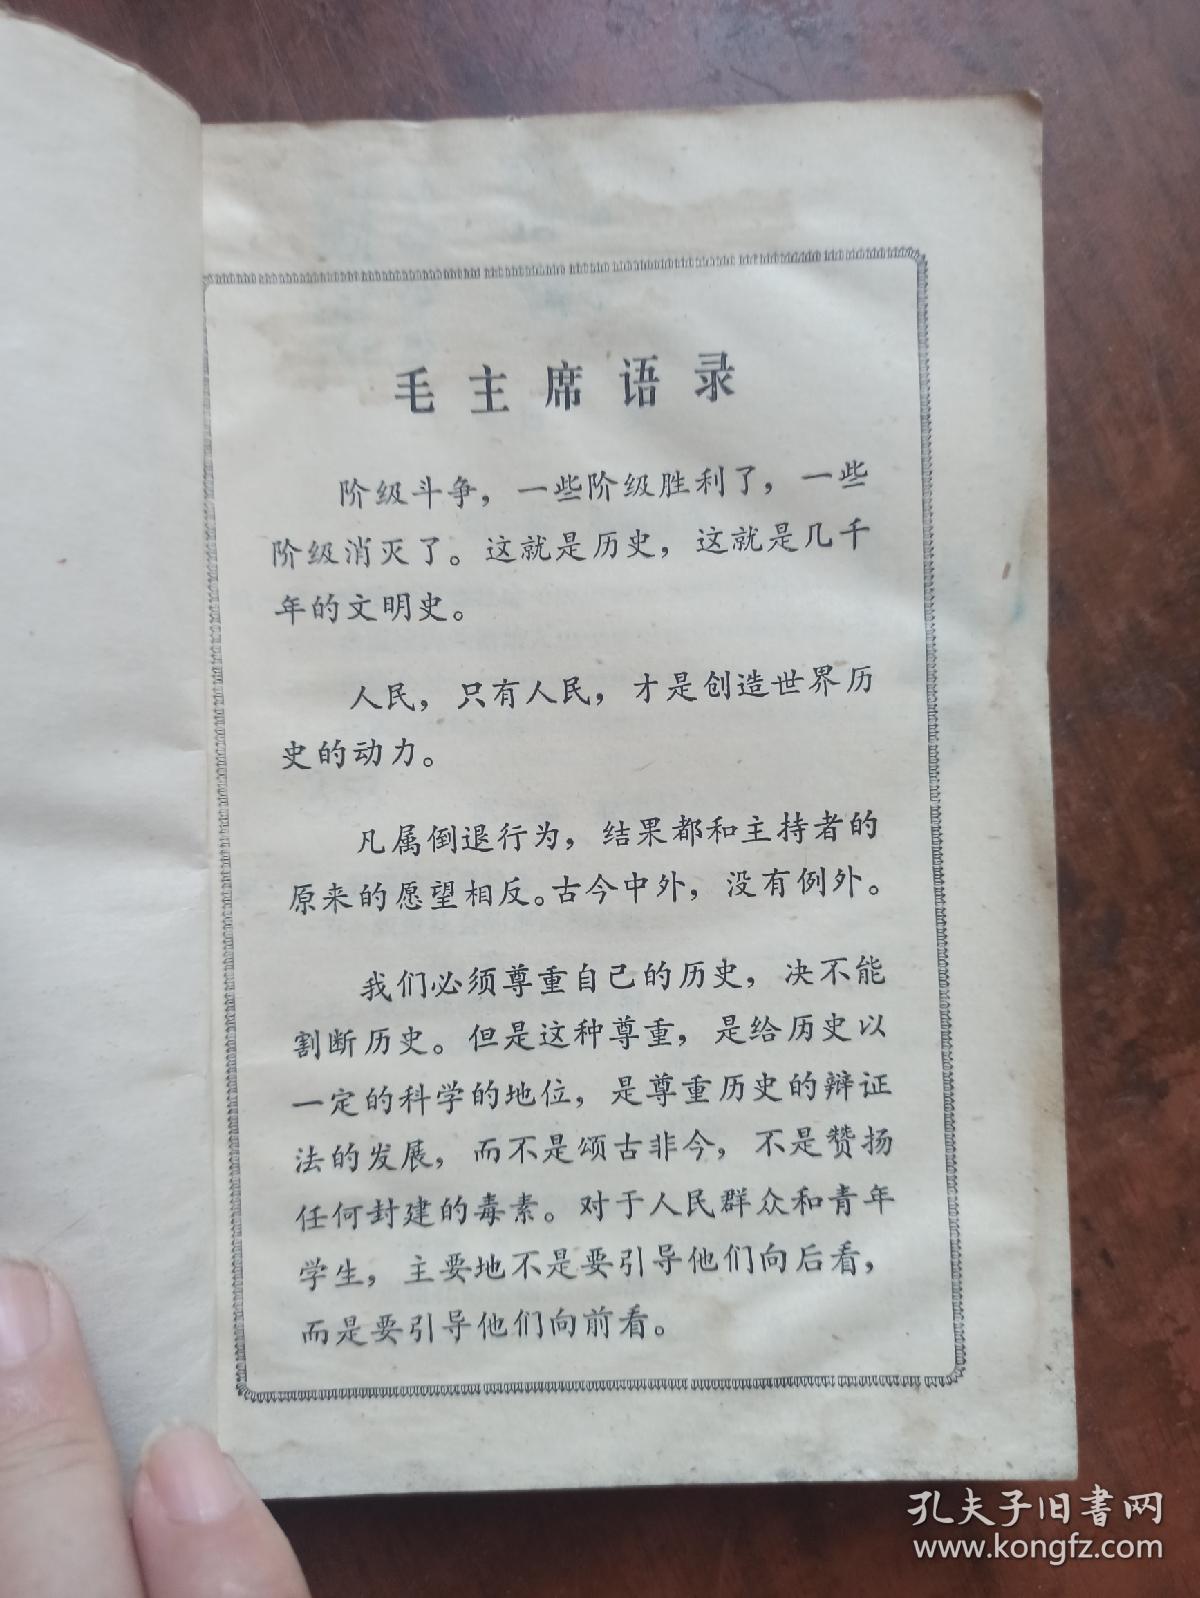 毛主席语录
阶级斗争，一些阶级胜利了，一些
阶级消灭了。这就是历史，这就是几千
年的文明史。
人民，只有人民，才是创造世界历
史的动力。
凡属倒退行为，结果都和主持者的
原来的愿望相反。古今中外，没有例外。
我们必须尊重自己的历史，决不能
割断历史。但是这种尊重，是给历史以
一定的科学的地位，是尊重历史的辩证
法的发展，而不是颂古非今，不是赞扬
任何封建的毒素。对于人民群众和青年
学生，主要地不是要引导他们向后看，
而是要引导他们向前看。
孔夫子旧书网
www.kongfz.com